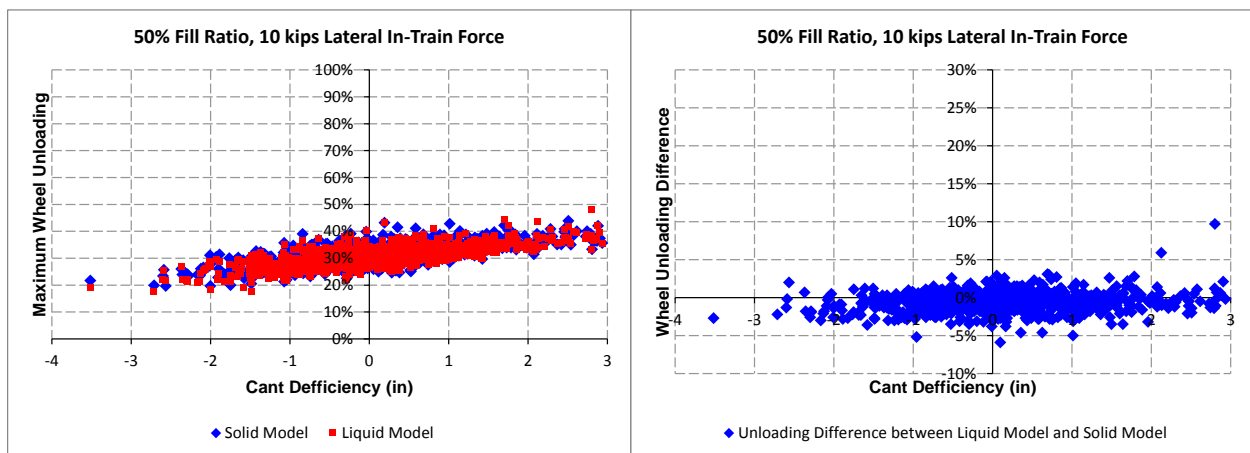 50% Fill Ratio, 10 kips Lateral In-Train Force
Maximum Wheel Unloading
100%
90%
80%
70%
60%
50%
40%
30%
20%
10%
0%
-4 -3 -2 -1 0 1 2 3
Cant Defficiency (in)
Solid Model Liquid Model
50% Fill Ratio, 10 kips Lateral In-Train Force
Wheel Unloading Difference
30%
25%
20%
15%
10%
5%
0%
-5%
-10%
-4 -3 -2 -1 0 1 2 3
Cant Defficiency (in)
Unloading Difference between Liquid Model and Solid Model